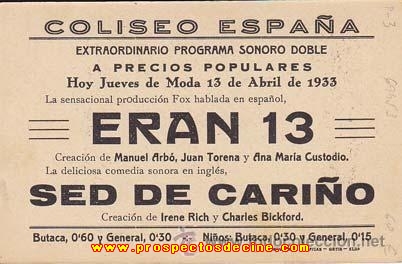 COLISEO ESPAÑA
EXTRAORDINARIO PROGRAMA SONORO DOBLE
A PRECIOS POPULARES
Hoy Jueves de Moda 13 de Abril de 1933
La sensacional producción Fox hablada en español,
ERAN 13
Creación de Manuel Arbó, Juan Torena y Ana María Custodio.
La deliciosa comedia sonora en inglés,
SED DE CARIÑO
Creación de Irene Rich y Charles Bickford.
Butaca, 0'60 y General, 0'30 Niños: Butaca, 0'30 y General, 0'15
www.prospectosdecine.com